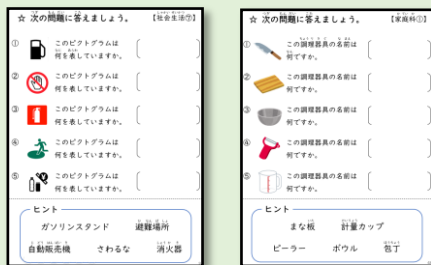 ☆ 次の問題に答えましょう。 【社会生活⑦】
① このピクトグラムは
何を表していますか。
② このピクトグラムは
何を表していますか。
③ このピクトグラムは
何を表していますか。
④ このピクトグラムは
何を表していますか。
⑤ このピクトグラムは
何を表していますか。
ヒント
ガソリンスタンド 避難場所
自動販売機 さわるな 消火器
☆ 次の問題に答えましょう。 【家庭科①】
① この調理器具の名前は
何ですか。
② この調理器具の名前は
何ですか。
③ この調理器具の名前は
何ですか。
④ この調理器具の名前は
何ですか。
⑤ この調理器具の名前は
何ですか。
ヒント
まな板 計量カップ
ピーラー ボウル 包丁